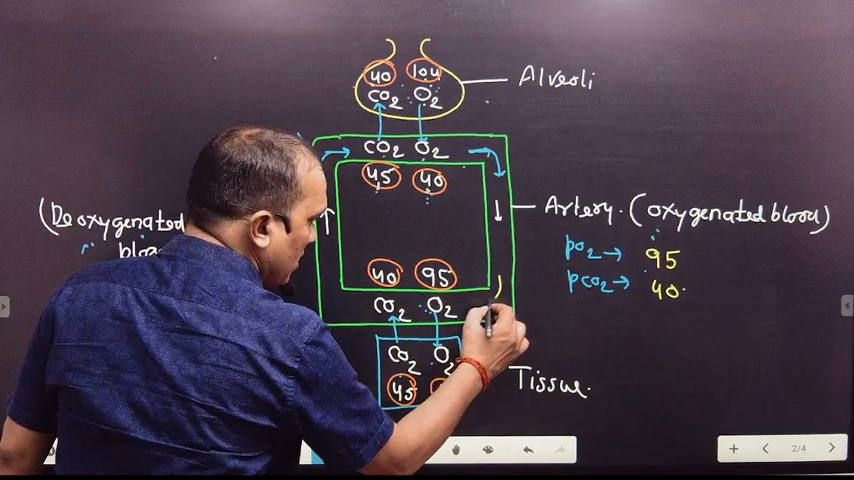 40 104
CO2 O2
Alveoli
CO2 O2
45 40
(Deoxygenated
Artery. (oxygenated blood)
pO2 → 95
pCO2 → 40
40 95
CO2 O2
CO2 O2
45
Tissue.
2/4